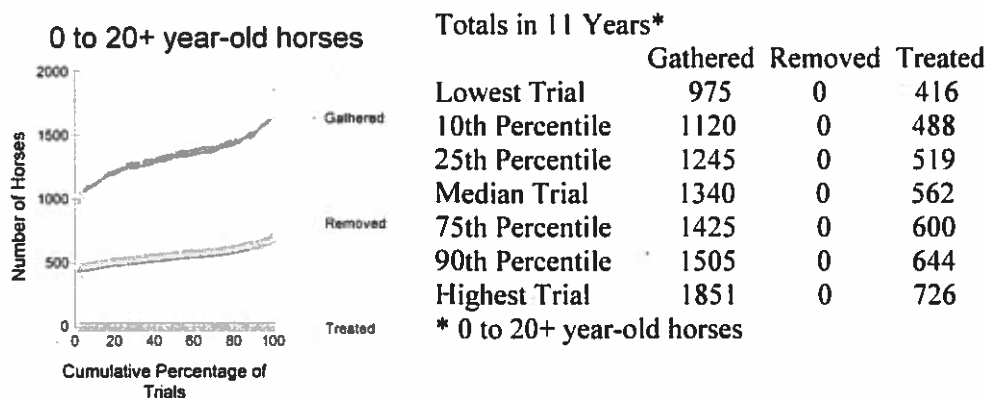 0 to 20+ year-old horses
2000
1500
1000
500
0
0 20 40 60 80 100
Number of Horses
Cumulative Percentage of
Trials
Gathered
Removed
Treated
Totals in 11 Years*
Gathered Removed Treated
Lowest Trial 975 0 416
10th Percentile 1120 0 488
25th Percentile 1245 0 519
Median Trial 1340 0 562
75th Percentile 1425 0 600
90th Percentile 1505 0 644
Highest Trial 1851 0 726
* 0 to 20+ year-old horses